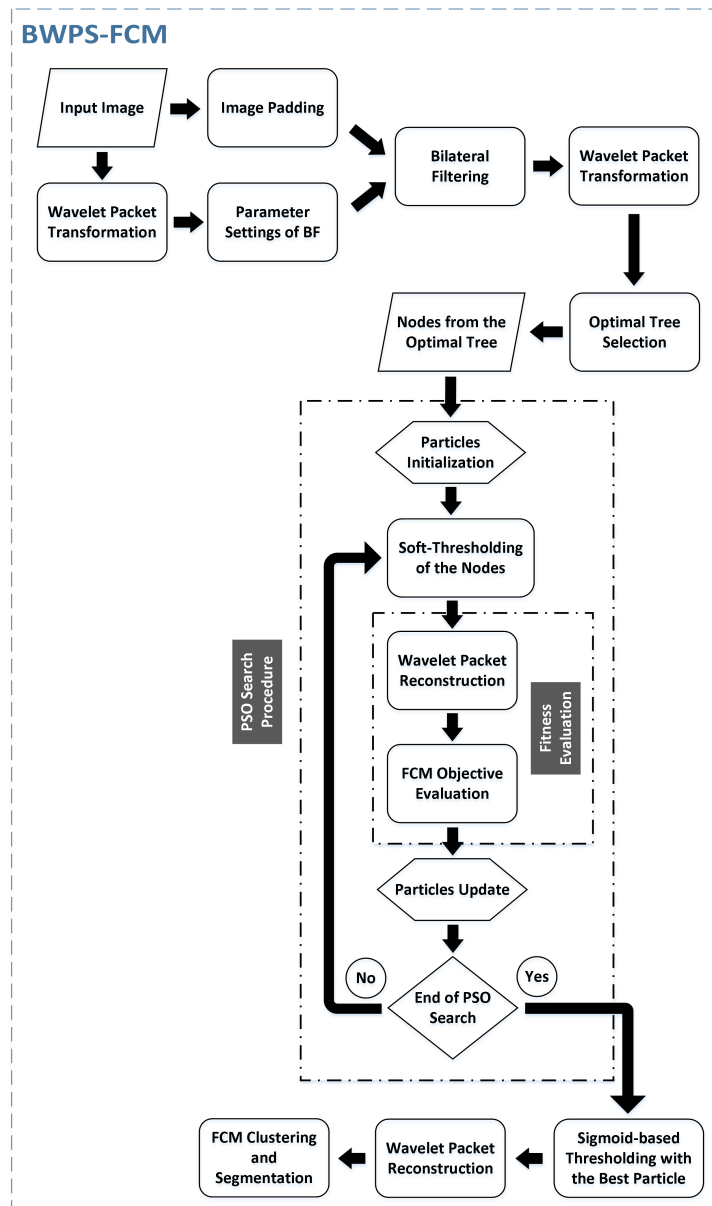 BWPS-FCM
Input Image
Image Padding
Bilateral
Filtering
Wavelet Packet
Transformation
Wavelet Packet
Transformation
Parameter
Settings of BF
Nodes from the
Optimal Tree
Optimal Tree
Selection
Particles
Initialization
Soft-Thresholding
of the Nodes
PSO Search
Procedure
Wavelet Packet
Reconstruction
Fitness
Evaluation
FCM Objective
Evaluation
Particles Update
No
Yes
End of PSO
Search
FCM Clustering
and
Segmentation
Wavelet Packet
Reconstruction
Sigmoid-based
Thresholding with
the Best Particle